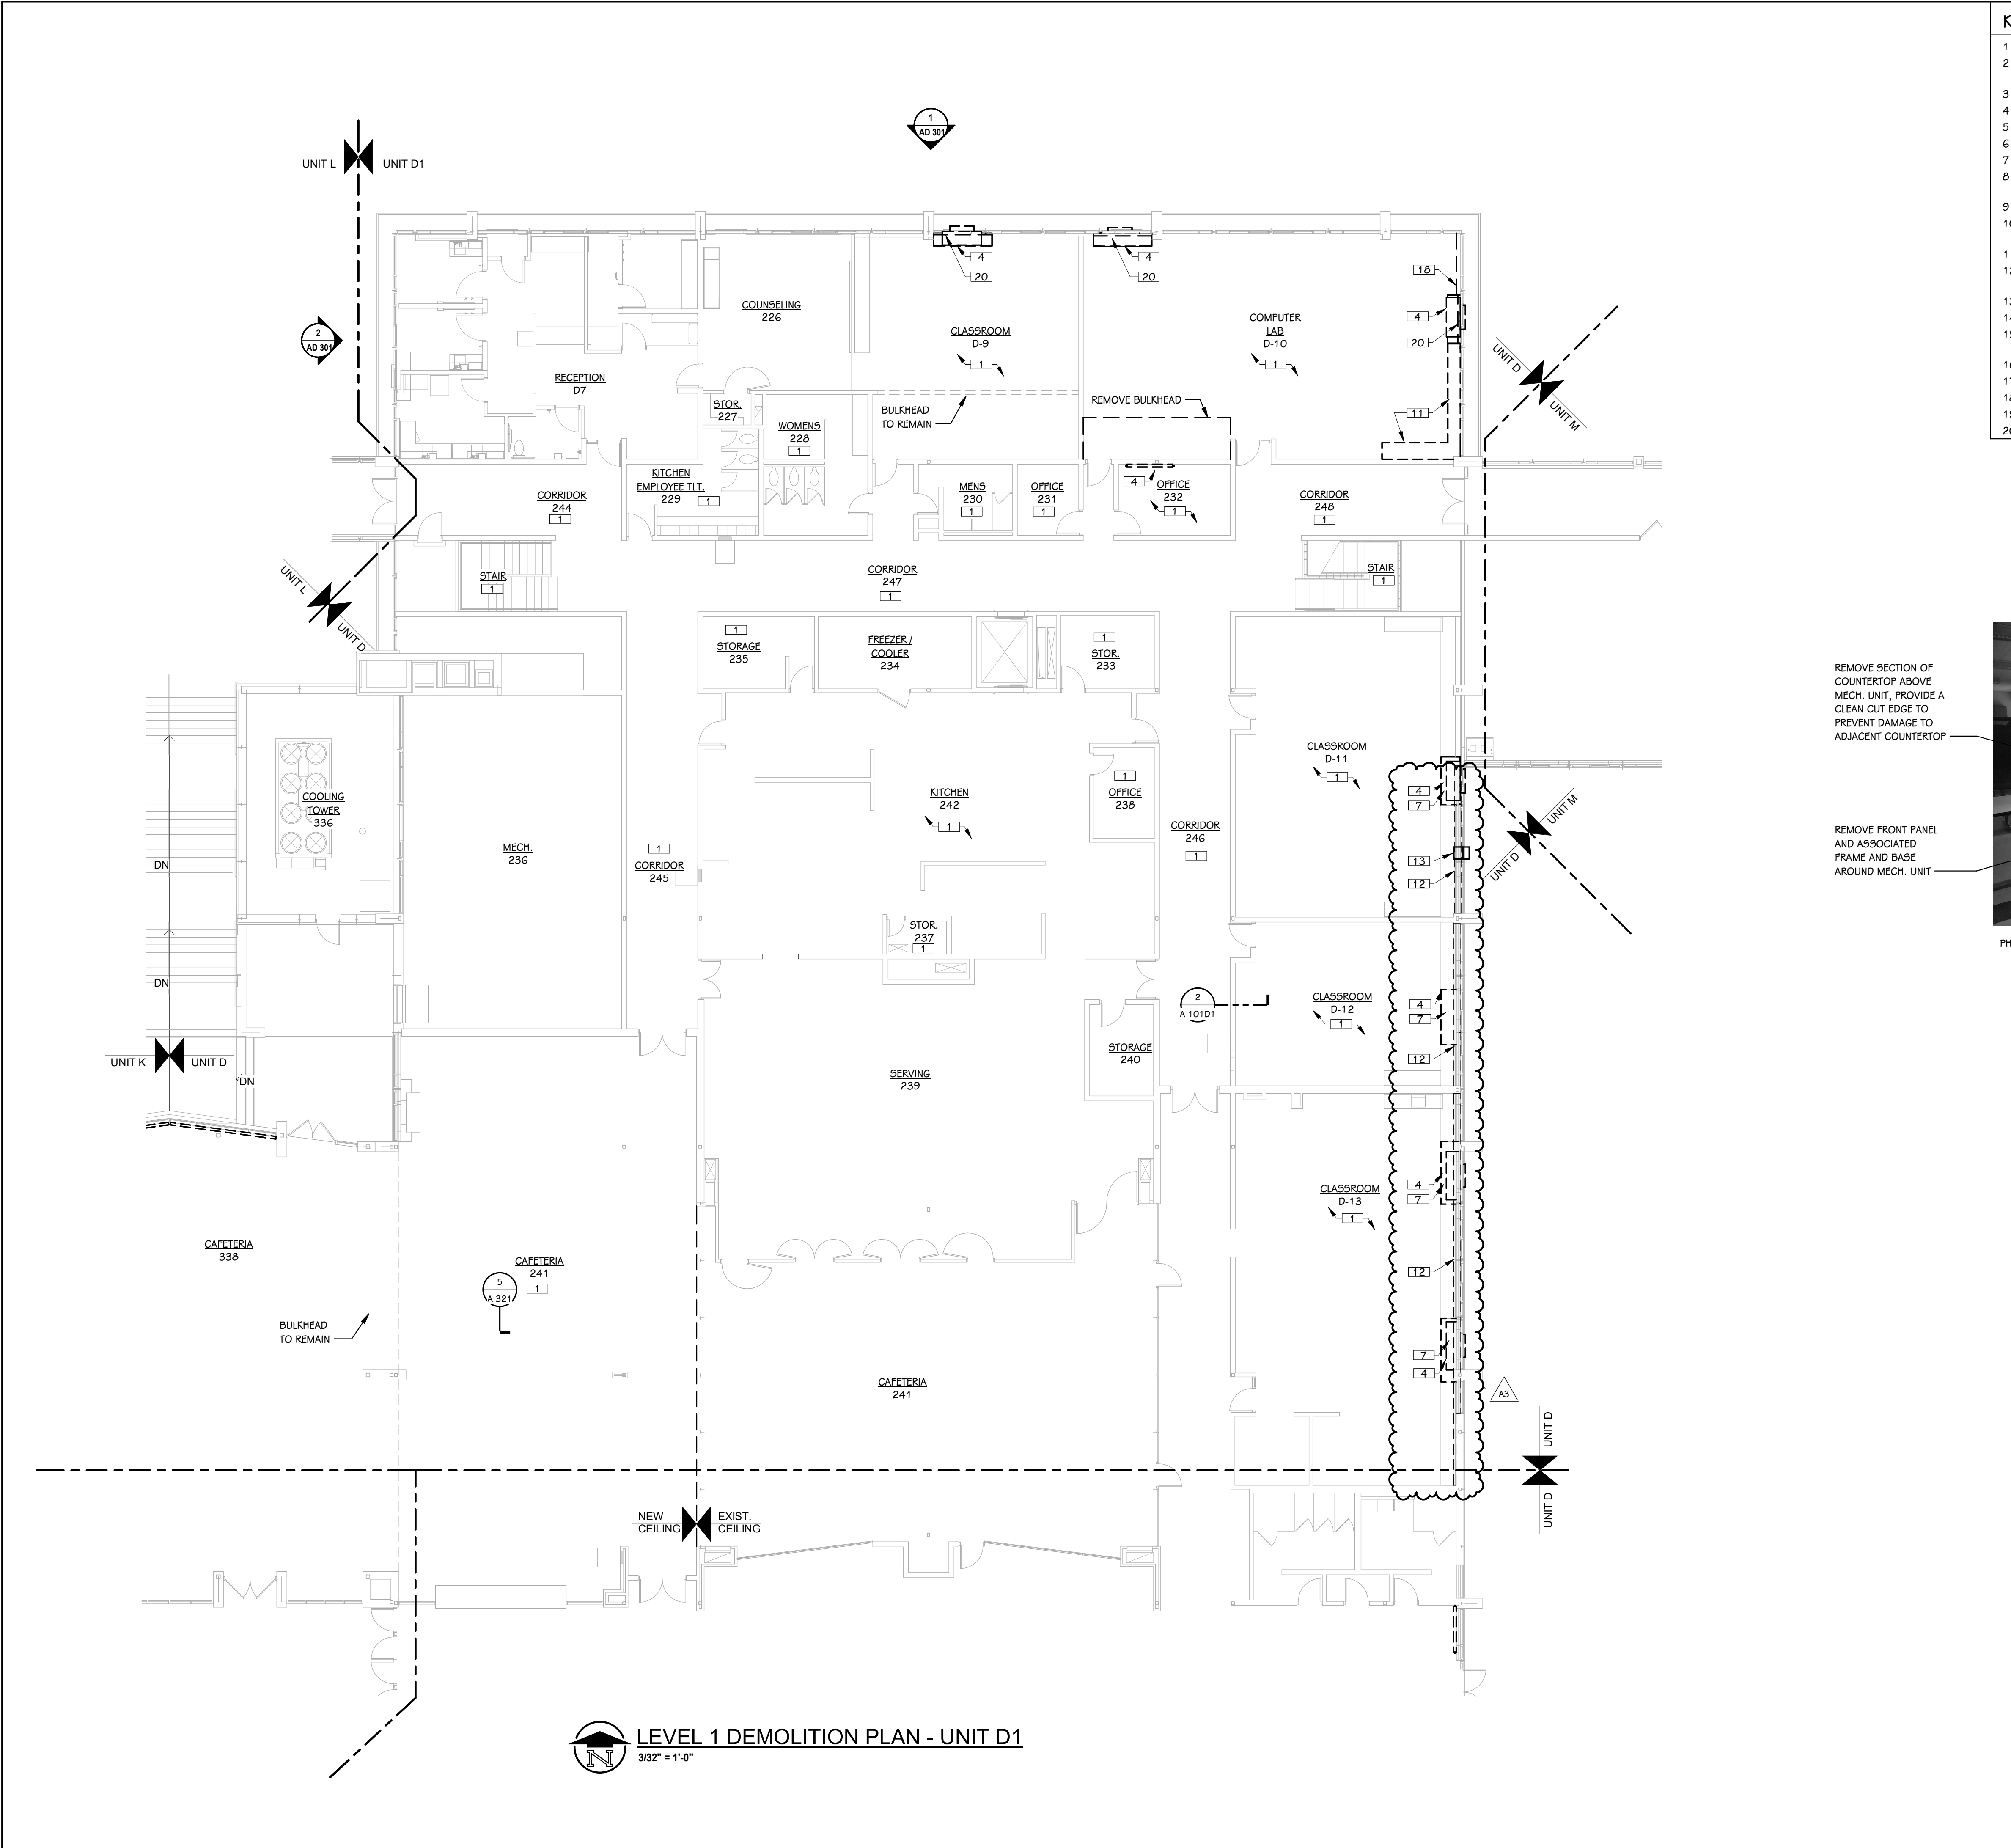 1
AD 301
UNIT L
UNIT D1
2
AD 301
COUNSELING
226
4
20
CLASSROOM
D-9
1
4
20
COMPUTER
LAB
D-10
1
18
4
20
11
UNIT D
UNIT M
RECEPTION
D7
STOR.
227
WOMENS
228
1
BULKHEAD
TO REMAIN
REMOVE BULKHEAD
KITCHEN
EMPLOYEE TLT.
229
1
MENS
230
1
OFFICE
231
1
4
OFFICE
232
1
CORRIDOR
244
1
CORRIDOR
248
1
UNIT L
UNIT D
STAIR
1
CORRIDOR
247
1
STAIR
1
1
STORAGE
235
FREEZER /
COOLER
234
1
STOR.
233
CLASSROOM
D-11
1
4
7
13
12
UNIT M
UNIT D
COOLING
TOWER
336
MECH.
236
KITCHEN
242
1
1
OFFICE
238
CORRIDOR
246
1
1
CORRIDOR
245
DN
STOR.
237
1
DN
2
A 101D1
CLASSROOM
D-12
1
4
7
12
UNIT K
UNIT D
DN
STORAGE
240
SERVING
239
CLASSROOM
D-13
1
4
7
12
7
4
A3
CAFETERIA
338
CAFETERIA
241
1
5
A 321
BULKHEAD
TO REMAIN
CAFETERIA
241
UNIT D
UNIT D
NEW
CEILING
EXIST.
CEILING
N
LEVEL 1 DEMOLITION PLAN - UNIT D1
3/32" = 1'-0"
K
1
2
3
4
5
6
7
8
9
REMOVE SECTION OF
COUNTERTOP ABOVE
MECH. UNIT, PROVIDE A
CLEAN CUT EDGE TO
PREVENT DAMAGE TO
ADJACENT COUNTERTOP
REMOVE FRONT PANEL
AND ASSOCIATED
FRAME AND BASE
AROUND MECH. UNIT
PH